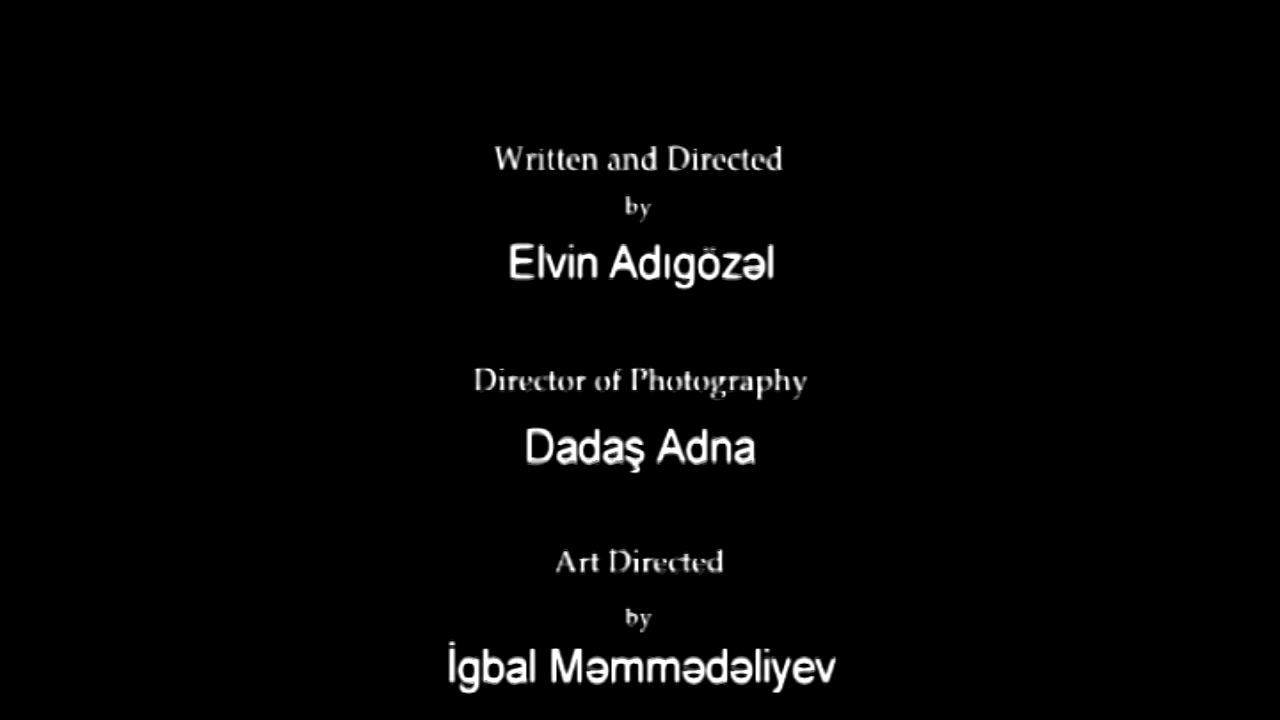 Written and Directed
by
Elvin Adıgözəl
Director of Photography
Dadaş Adna
Art Directed
by
İgbal Məmmədəliyev